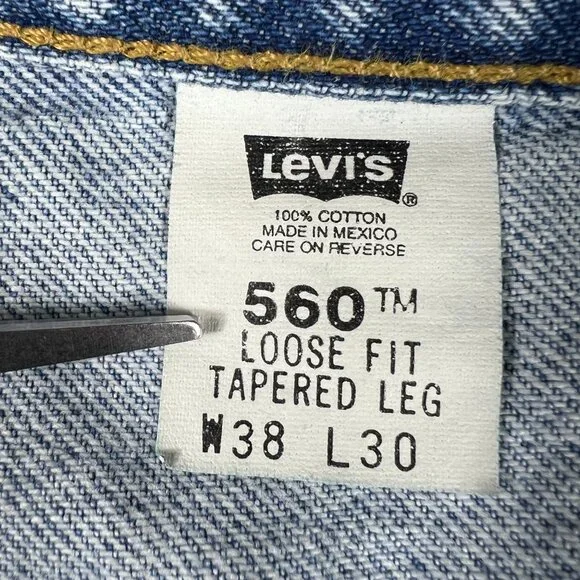 Levi's ®
100% COTTON
MADE IN MEXICO
CARE ON REVERSE
560™
LOOSE FIT
TAPERED LEG
W38 L30